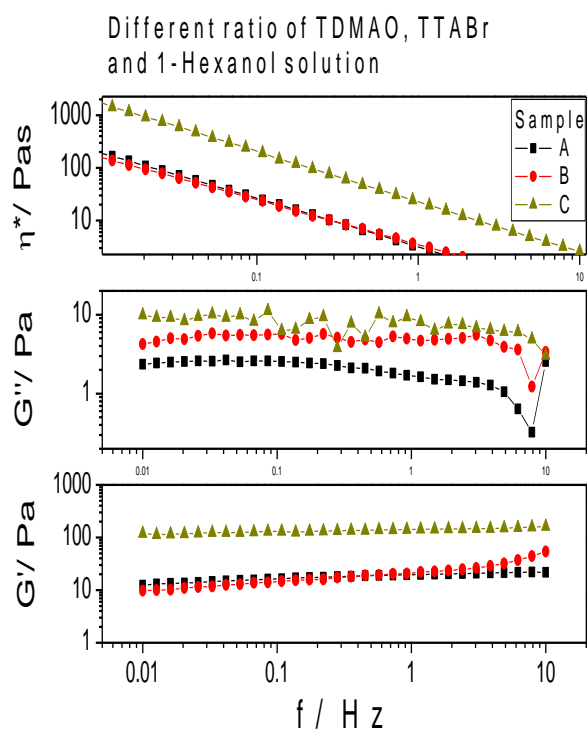 Different ratio of TDMAO, TTABr
and 1-Hexanol solution
η*/ Pas
1000
100
10
0.1
1
10
Sample
A
B
C
G''/ Pa
10
1
0.01
0.1
1
10
G'/ Pa
1000
100
10
1
0.01
0.1
1
10
f / Hz